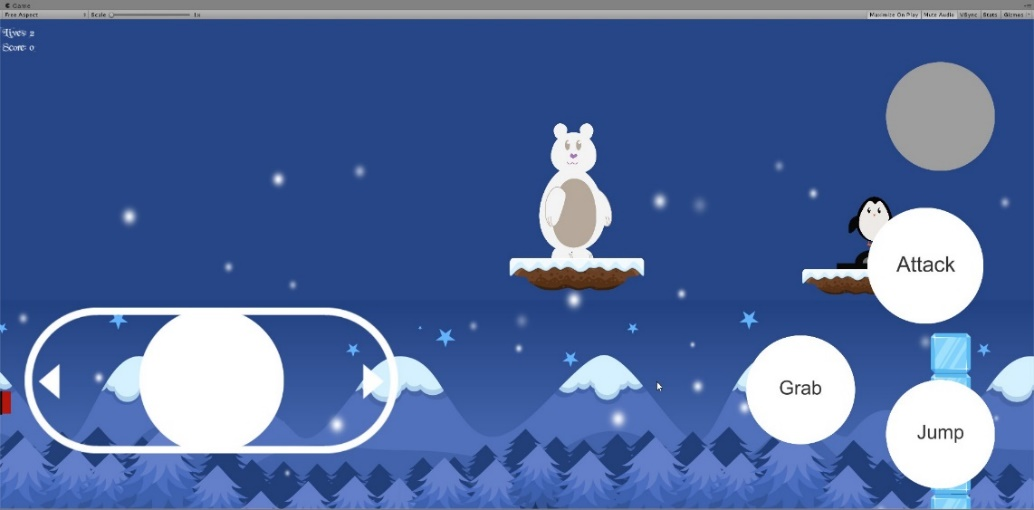 Game
Free Aspect Scale 1x Maximize On Play Mute Audio VSync Stats Gizmos
Lives: 2
Score: 0
Attack
Grab
Jump